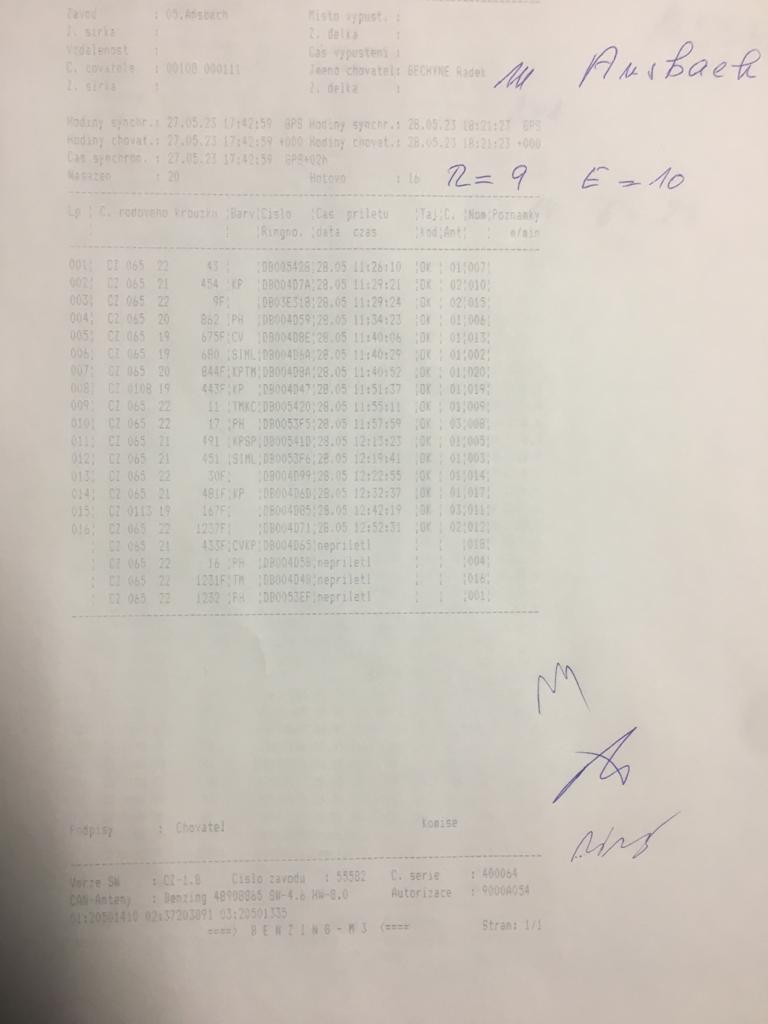 Zavod : 05.Ansbach Misto vypust. :
Z. sirka : Z. delka :
Vzdalenost : Cas vypusteni :
C. covatele : 00108 000111 Jmeno chovatel: BECHYNE Radek
Z. sirka : Z. delka :
Ansbach
Hodiny synchr.: 27.05.23 17:42:59 GPS Hodiny synchr.: 28.05.23 18:21:23 GPS
Hodiny chovat.: 27.05.23 17:42:59 +000 Hodiny chovat.: 28.05.23 18:21:23 +000
Cas synchron. : 27.05.23 17:42:59 GPS+02h
Nasazen : 20 Hotovo : 16
R = 9 E = 10
Lp ¦ C. rodoveho krouzku ¦Barv¦Cislo ¦Cas priletu ¦Taj¦C. ¦Nom¦Poznamky
¦Ringno.¦data czas ¦kod¦Ant¦ ¦ m/min
001¦ CZ 065 22 43 ¦ ¦DB005428¦28.05 11:26:10 ¦OK ¦ 01¦007¦
002¦ CZ 065 21 454 ¦KP ¦DB004D7A¦28.05 11:29:21 ¦OK ¦ 02¦010¦
003¦ CZ 065 22 9F¦ ¦DB03E318¦28.05 11:29:24 ¦OK ¦ 02¦015¦
004¦ CZ 065 20 862 ¦PH ¦DB004D59¦28.05 11:34:23 ¦OK ¦ 01¦006¦
005¦ CZ 065 19 675F¦CV ¦DB004D8E¦28.05 11:40:06 ¦OK ¦ 01¦013¦
006¦ CZ 065 19 680 ¦SIML¦DB004D6A¦28.05 11:40:29 ¦OK ¦ 01¦002¦
007¦ CZ 065 20 844F¦KPTM¦DB004D8A¦28.05 11:40:52 ¦OK ¦ 01¦020¦
008¦ CZ 0108 19 443F¦KP ¦DB004D47¦28.05 11:51:37 ¦OK ¦ 01¦019¦
009¦ CZ 065 22 11 ¦TMKC¦DB005420¦28.05 11:55:11 ¦OK ¦ 01¦009¦
010¦ CZ 065 22 17 ¦PH ¦DB0053F5¦28.05 11:57:59 ¦OK ¦ 03¦008¦
011¦ CZ 065 21 491 ¦KPSP¦DB00541D¦28.05 12:13:23 ¦OK ¦ 01¦005¦
012¦ CZ 065 21 451 ¦SIML¦DB0053F6¦28.05 12:19:41 ¦OK ¦ 01¦003¦
013¦ CZ 065 22 30F¦ ¦DB004D99¦28.05 12:22:55 ¦OK ¦ 01¦014¦
014¦ CZ 065 21 481F¦KP ¦DB004D6D¦28.05 12:32:37 ¦OK ¦ 01¦017¦
015¦ CZ 0113 19 167F¦ ¦DB004D85¦28.05 12:42:19 ¦OK ¦ 03¦011¦
016¦ CZ 065 22 1237F¦ ¦DB004D71¦28.05 12:52:31 ¦OK ¦ 02¦012¦
¦ CZ 065 21 433F¦CVKP¦DB004D65¦nepriletl ¦ ¦ ¦018¦
¦ CZ 065 22 16 ¦PH ¦DB004D5B¦nepriletl ¦ ¦ ¦004¦
¦ CZ 065 22 1231F¦TM ¦DB004D48¦nepriletl ¦ ¦ ¦016¦
¦ CZ 065 22 1232 ¦PH ¦DB0053EF¦nepriletl ¦ ¦ ¦001¦
Podpisy : Chovatel Komise
Verze SW : CZ-1.8 Cislo zavodu : 55582 C. serie : 400064
CAN-Anteny : Benzing 48908865 SW-4.6 HW-8.0 Autorizace : 9000A054
01:20501410 02:37203891 03:20501335
====) B E N Z I N G - M 3 (==== Stran: 1/1